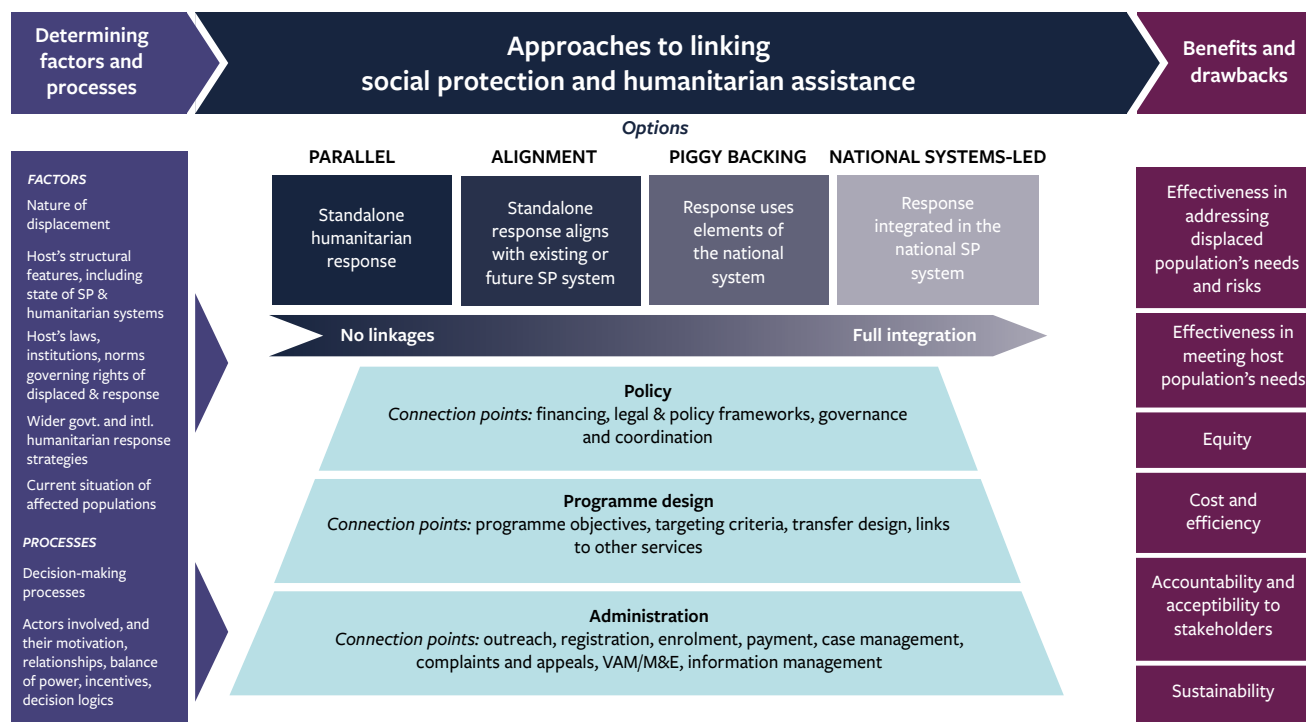 Determining
factors and
processes
Approaches to linking
social protection and humanitarian assistance
Benefits and
drawbacks
Options
FACTORS
Nature of
displacement
Host's structural
features, including
state of SP &
humanitarian systems
Host's laws,
institutions, norms
governing rights of
displaced & response
Wider govt. and intl.
humanitarian response
strategies
Current situation of
affected populations
PROCESSES
Decision-making
processes
Actors involved, and
their motivation,
relationships, balance
of power, incentives,
decision logics
PARALLEL
Standalone
humanitarian
response
ALIGNMENT
Standalone
response aligns
with existing or
future SP system
PIGGY BACKING
Response uses
elements of
the national
system
NATIONAL SYSTEMS-LED
Response
integrated in the
national SP
system
No linkages
Full integration
Policy
Connection points: financing, legal & policy frameworks, governance
and coordination
Programme design
Connection points: programme objectives, targeting criteria, transfer design, links
to other services
Administration
Connection points: outreach, registration, enrolment, payment, case management,
complaints and appeals, VAM/M&E, information management
Effectiveness in
addressing
displaced
population's needs
and risks
Effectiveness in
meeting host
population's needs
Equity
Cost and
efficiency
Accountability and
acceptibility to
stakeholders
Sustainability